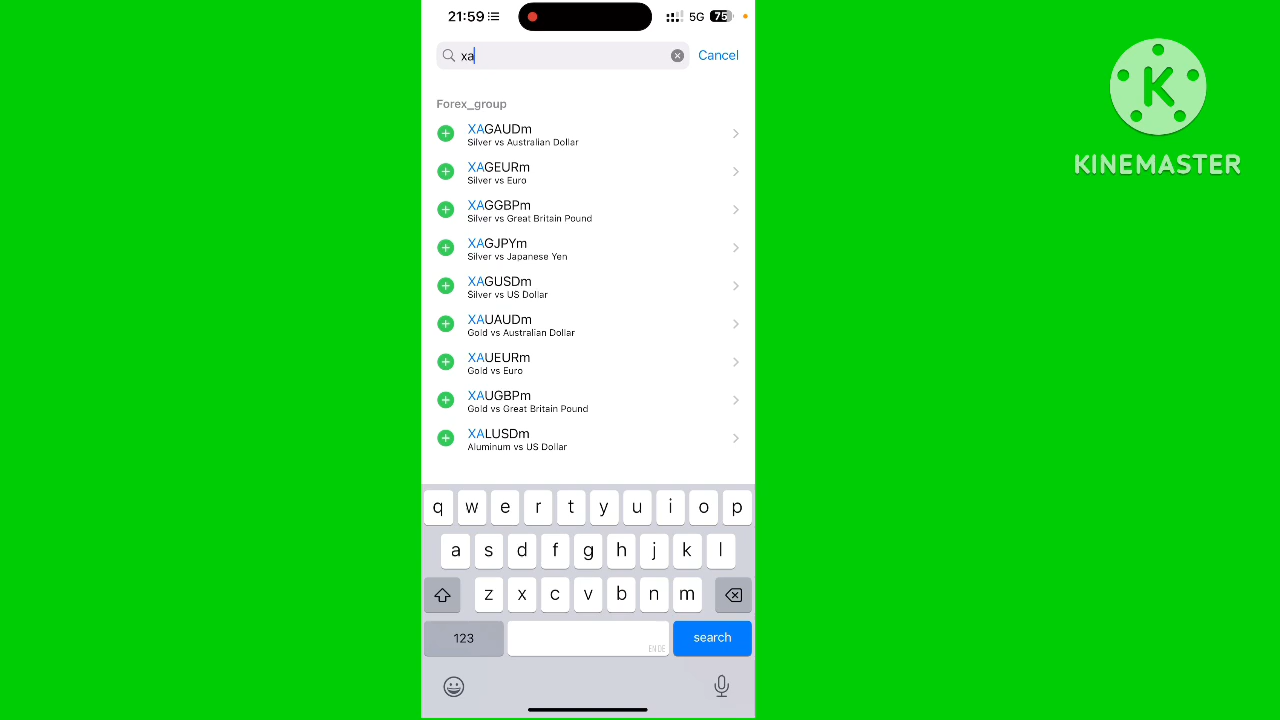 21:59 5G 75
xa Cancel
K
KINEMASTER
Forex_group
XAGAUDm
Silver vs Australian Dollar
XAGEURm
Silver vs Euro
XAGGBPm
Silver vs Great Britain Pound
XAGJPYm
Silver vs Japanese Yen
XAGUSDm
Silver vs US Dollar
XAUAUDm
Gold vs Australian Dollar
XAUEURm
Gold vs Euro
XAUGBPm
Gold vs Great Britain Pound
XALUSDm
Aluminum vs US Dollar
q w e r t y u i o p
a s d f g h j k l
z x c v b n m
123 EN DE search